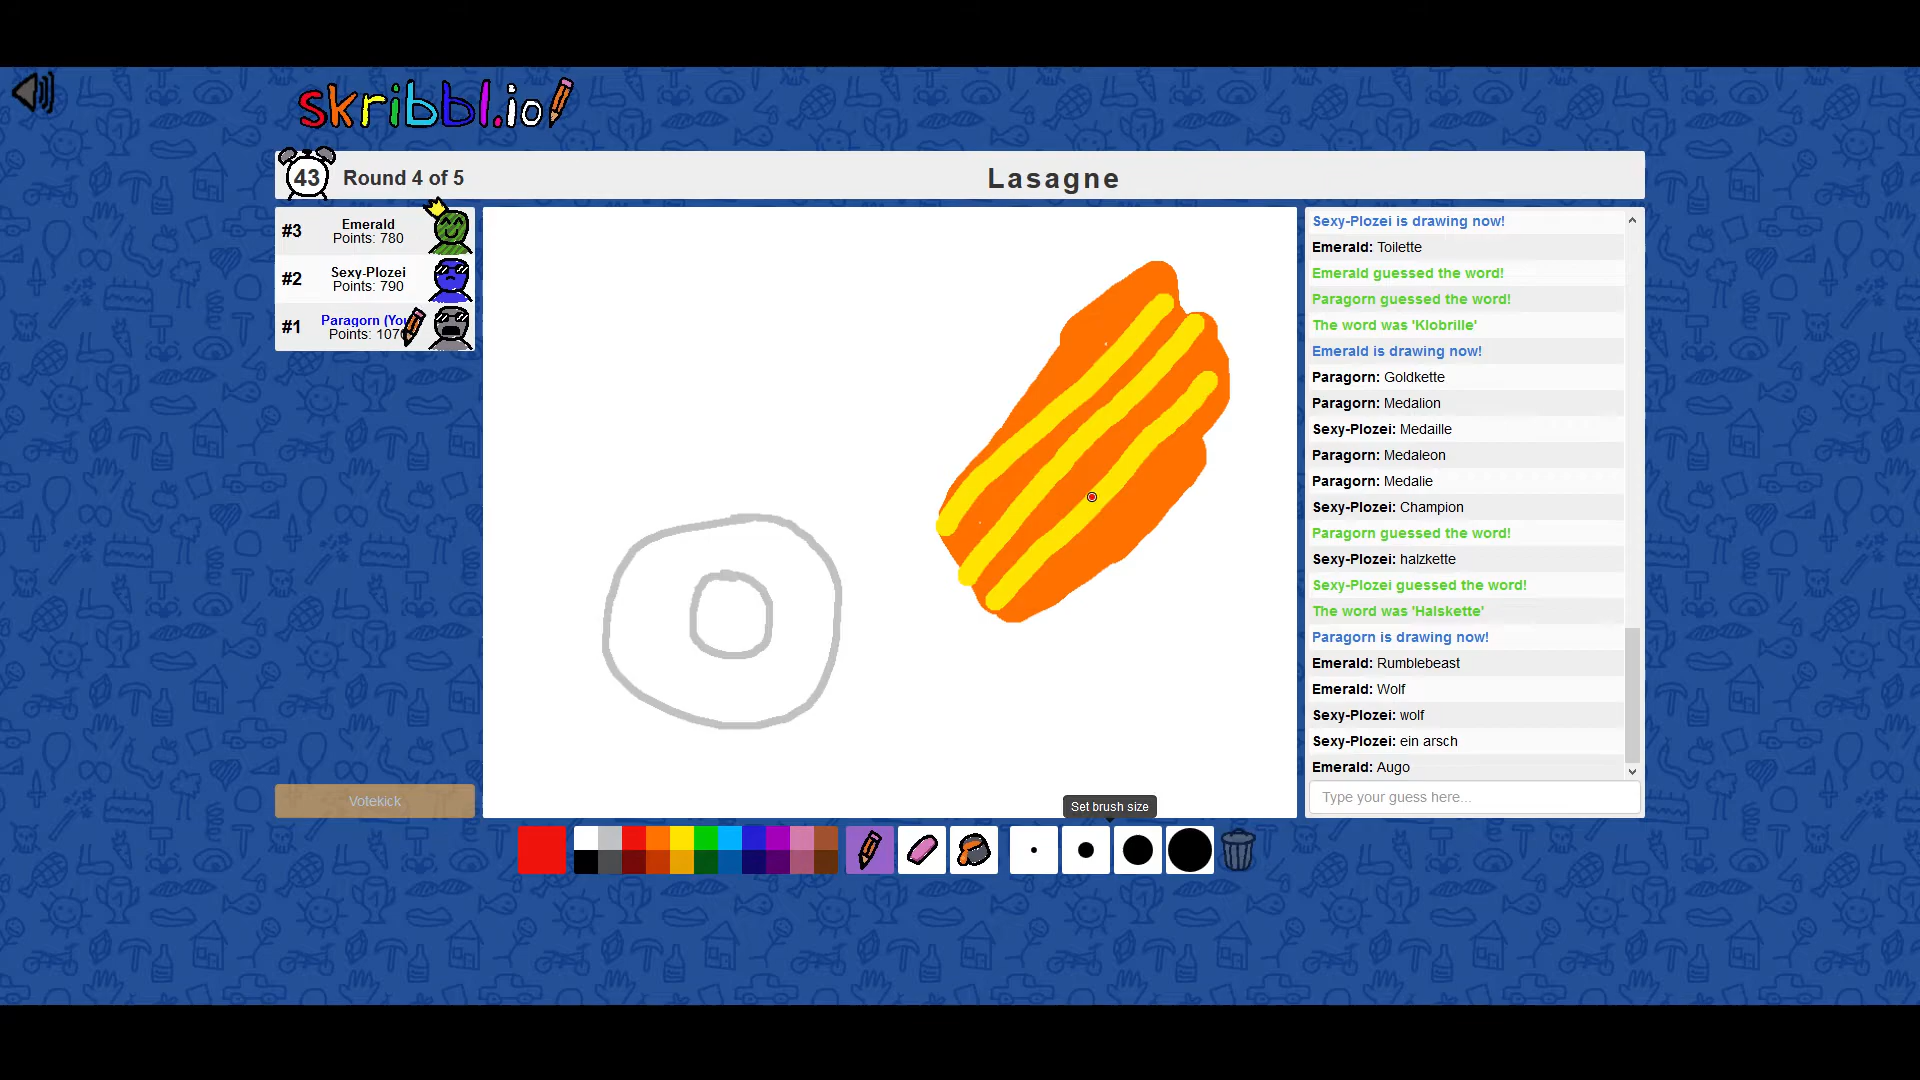 skribbl.io
43
Round 4 of 5
Lasagne
#3
Emerald
Points: 780
#2
Sexy-Plozei
Points: 790
#1
Paragorn (You
Points: 1070
Votekick
Sexy-Plozei is drawing now!
Emerald: Toilette
Emerald guessed the word!
Paragorn guessed the word!
The word was 'Klobrille'
Emerald is drawing now!
Paragorn: Goldkette
Paragorn: Medalion
Sexy-Plozei: Medaille
Paragorn: Medaleon
Paragorn: Medalie
Sexy-Plozei: Champion
Paragorn guessed the word!
Sexy-Plozei: halzkette
Sexy-Plozei guessed the word!
The word was 'Halskette'
Paragorn is drawing now!
Emerald: Rumblebeast
Emerald: Wolf
Sexy-Plozei: wolf
Sexy-Plozei: ein arsch
Emerald: Augo
Type your guess here...
Set brush size